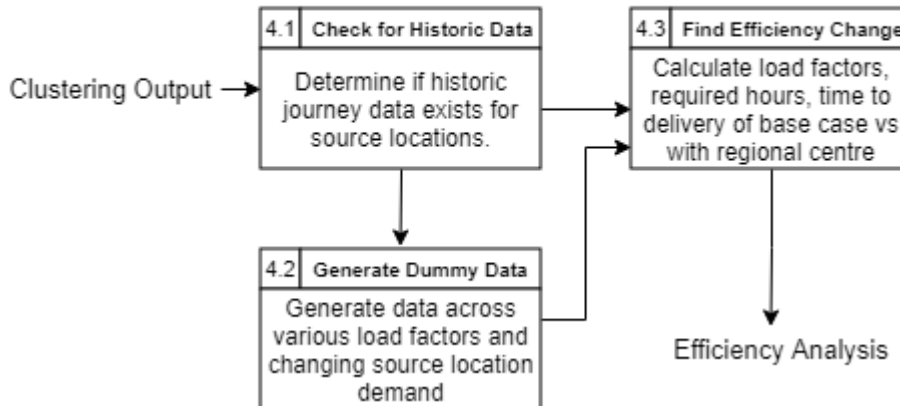 4.1 Check for Historic Data
Clustering Output
Determine if historic
journey data exists for
source locations.
4.2 Generate Dummy Data
Generate data across
various load factors and
changing source location
demand
4.3 Find Efficiency Change
Calculate load factors,
required hours, time to
delivery of base case vs
with regional centre
Efficiency Analysis